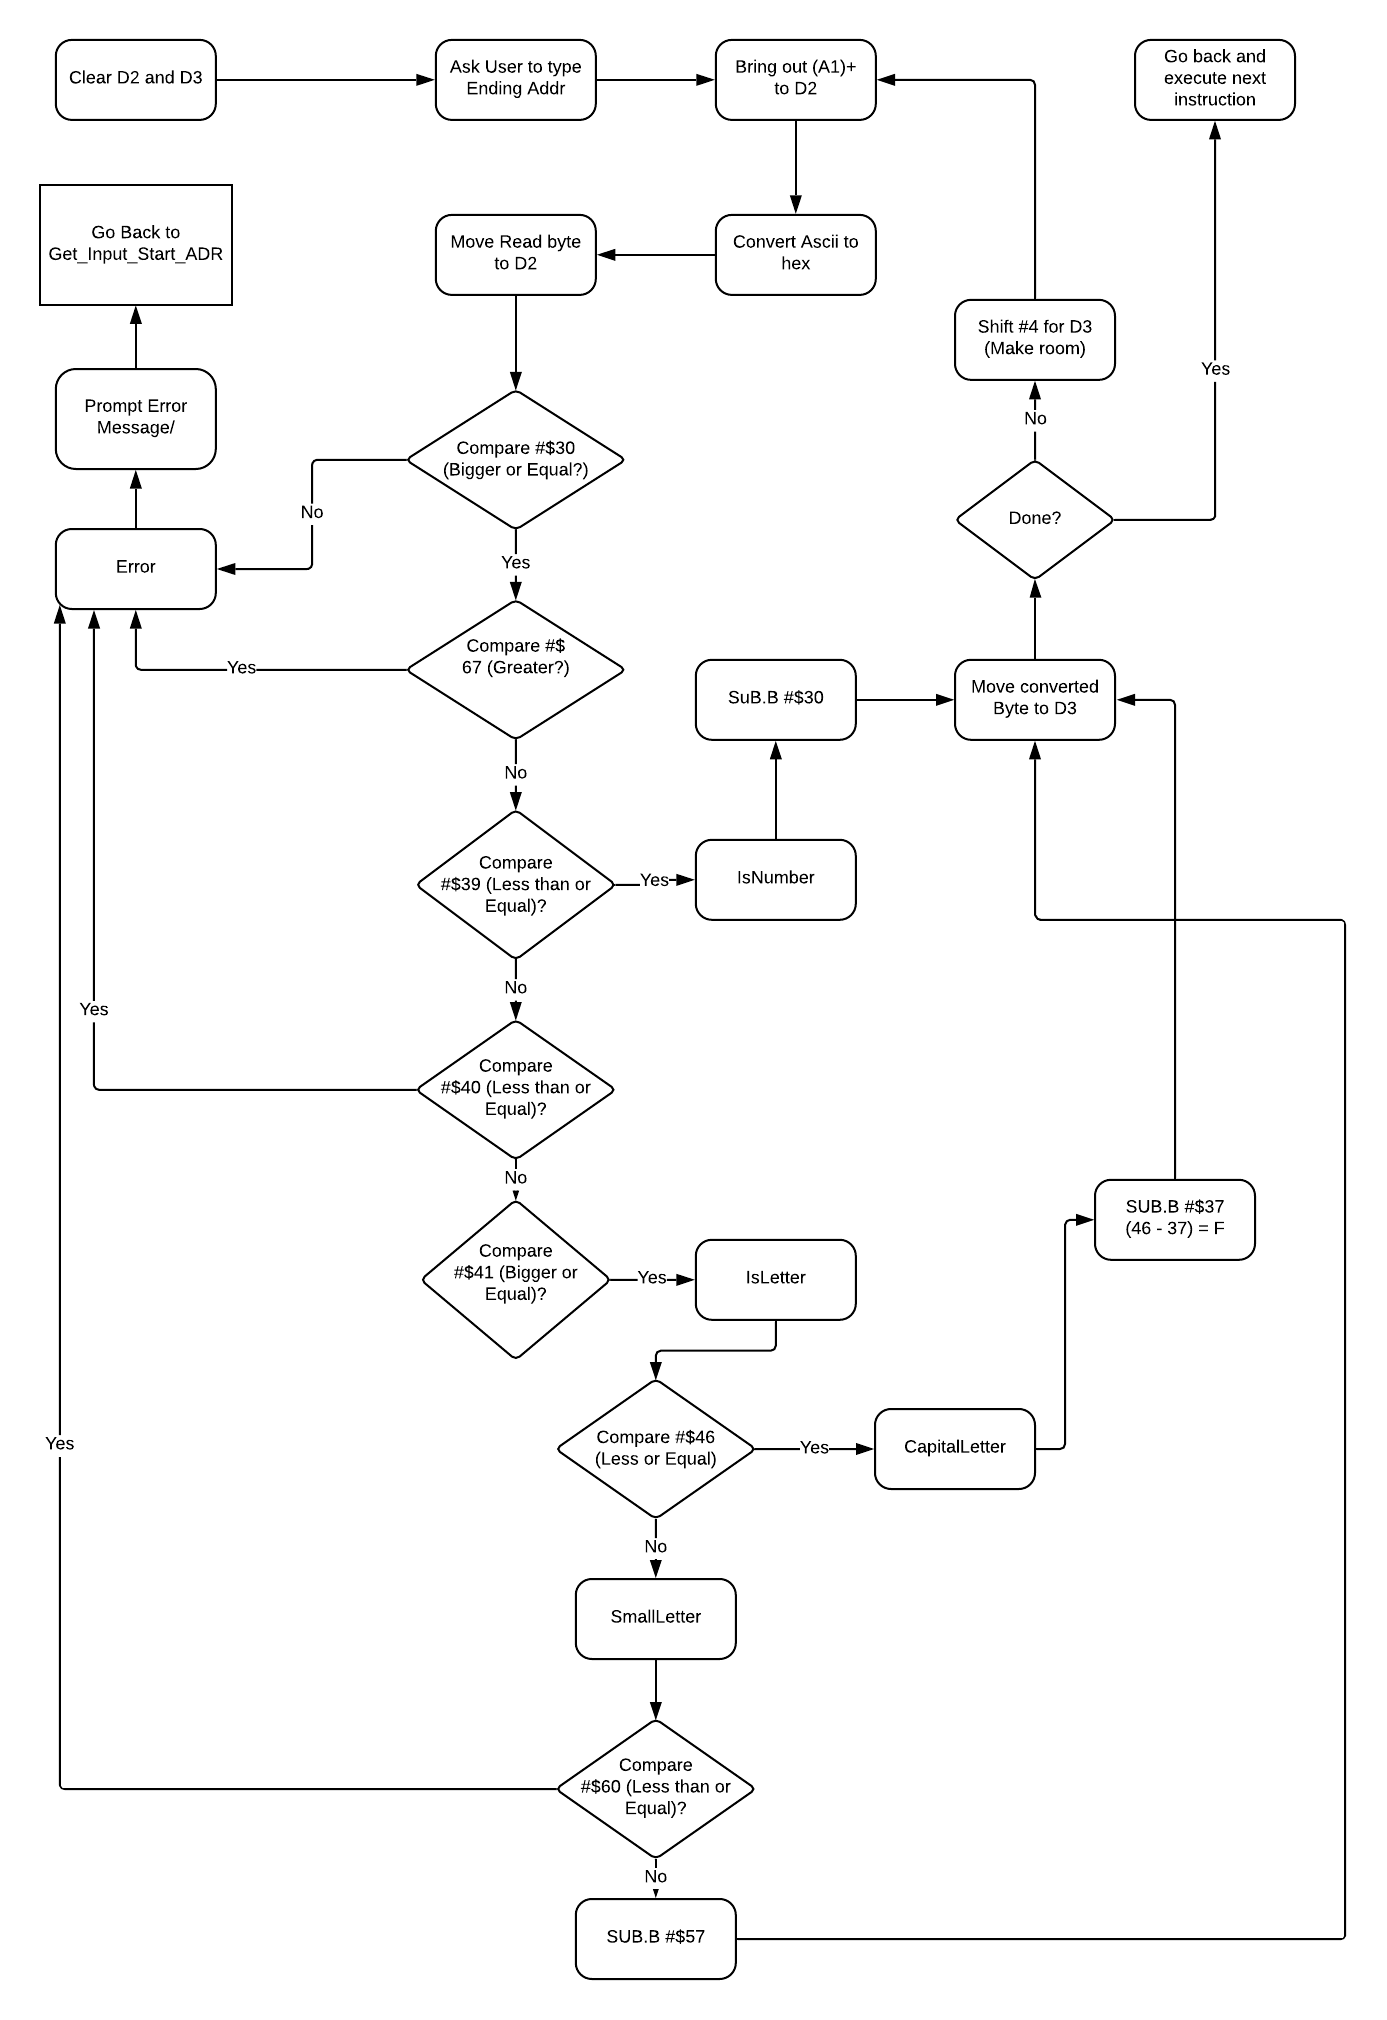 Clear D2 and D3
Ask User to type
Ending Addr
Bring out (A1)+
to D2
Go back and
execute next
instruction
Go Back to
Get_Input_Start_ADR
Move Read byte
to D2
Convert Ascii to
hex
Shift #4 for D3
(Make room)
Yes
Prompt Error
Message/
No
Compare #$30
(Bigger or Equal?)
No
Done?
Error
Yes
Compare #$
67 (Greater?)
Yes
SuB.B #$30
Move converted
Byte to D3
No
Compare
#$39 (Less than or
Equal)?
Yes
IsNumber
No
Yes
Compare
#$40 (Less than or
Equal)?
No
SUB.B #$37
(46 - 37) = F
Compare
#$41 (Bigger or
Equal)?
Yes
IsLetter
Yes
Compare #$46
(Less or Equal)
Yes
CapitalLetter
No
SmallLetter
Compare
#$60 (Less than or
Equal)?
No
SUB.B #$57